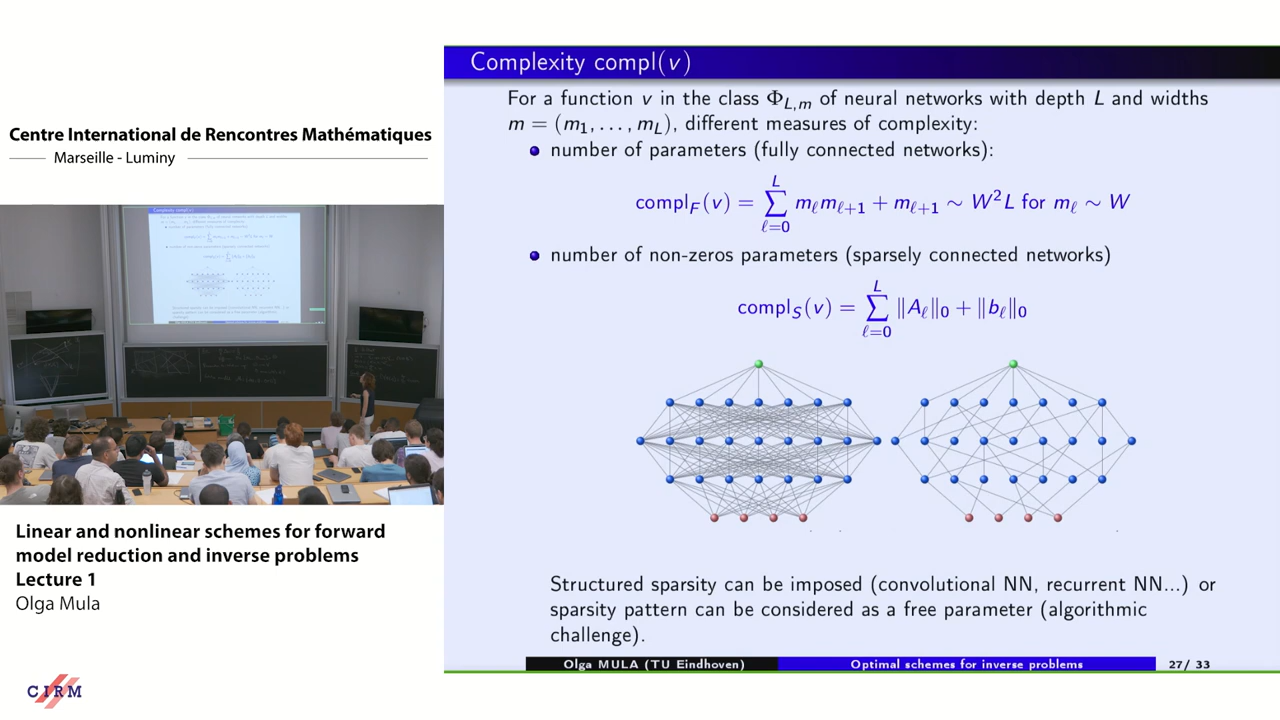 Centre International de Rencontres Mathématiques
Marseille - Luminy
Linear and nonlinear schemes for forward
model reduction and inverse problems
Lecture 1
Olga Mula
CIRM
Complexity compl(v)
For a function v in the class Φ_{L,m} of neural networks with depth L and widths
m = (m₁, . . . , m_L), different measures of complexity:
number of parameters (fully connected networks):
compl_F(v) = ∑_{ℓ=0}^{L} m_ℓ m_{ℓ+1} + m_{ℓ+1} ∼ W²L for m_ℓ ∼ W
number of non-zeros parameters (sparsely connected networks)
compl_S(v) = ∑_{ℓ=0}^{L} ‖A_ℓ‖₀ + ‖b_ℓ‖₀
Structured sparsity can be imposed (convolutional NN, recurrent NN...) or
sparsity pattern can be considered as a free parameter (algorithmic
challenge).
Olga MULA (TU Eindhoven) Optimal schemes for inverse problems 27/ 33